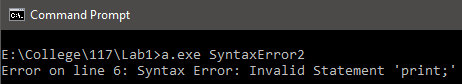 Command Prompt
E:\College\117\Lab1>a.exe SyntaxError2
Error on line 6: Syntax Error: Invalid Statement 'print;'